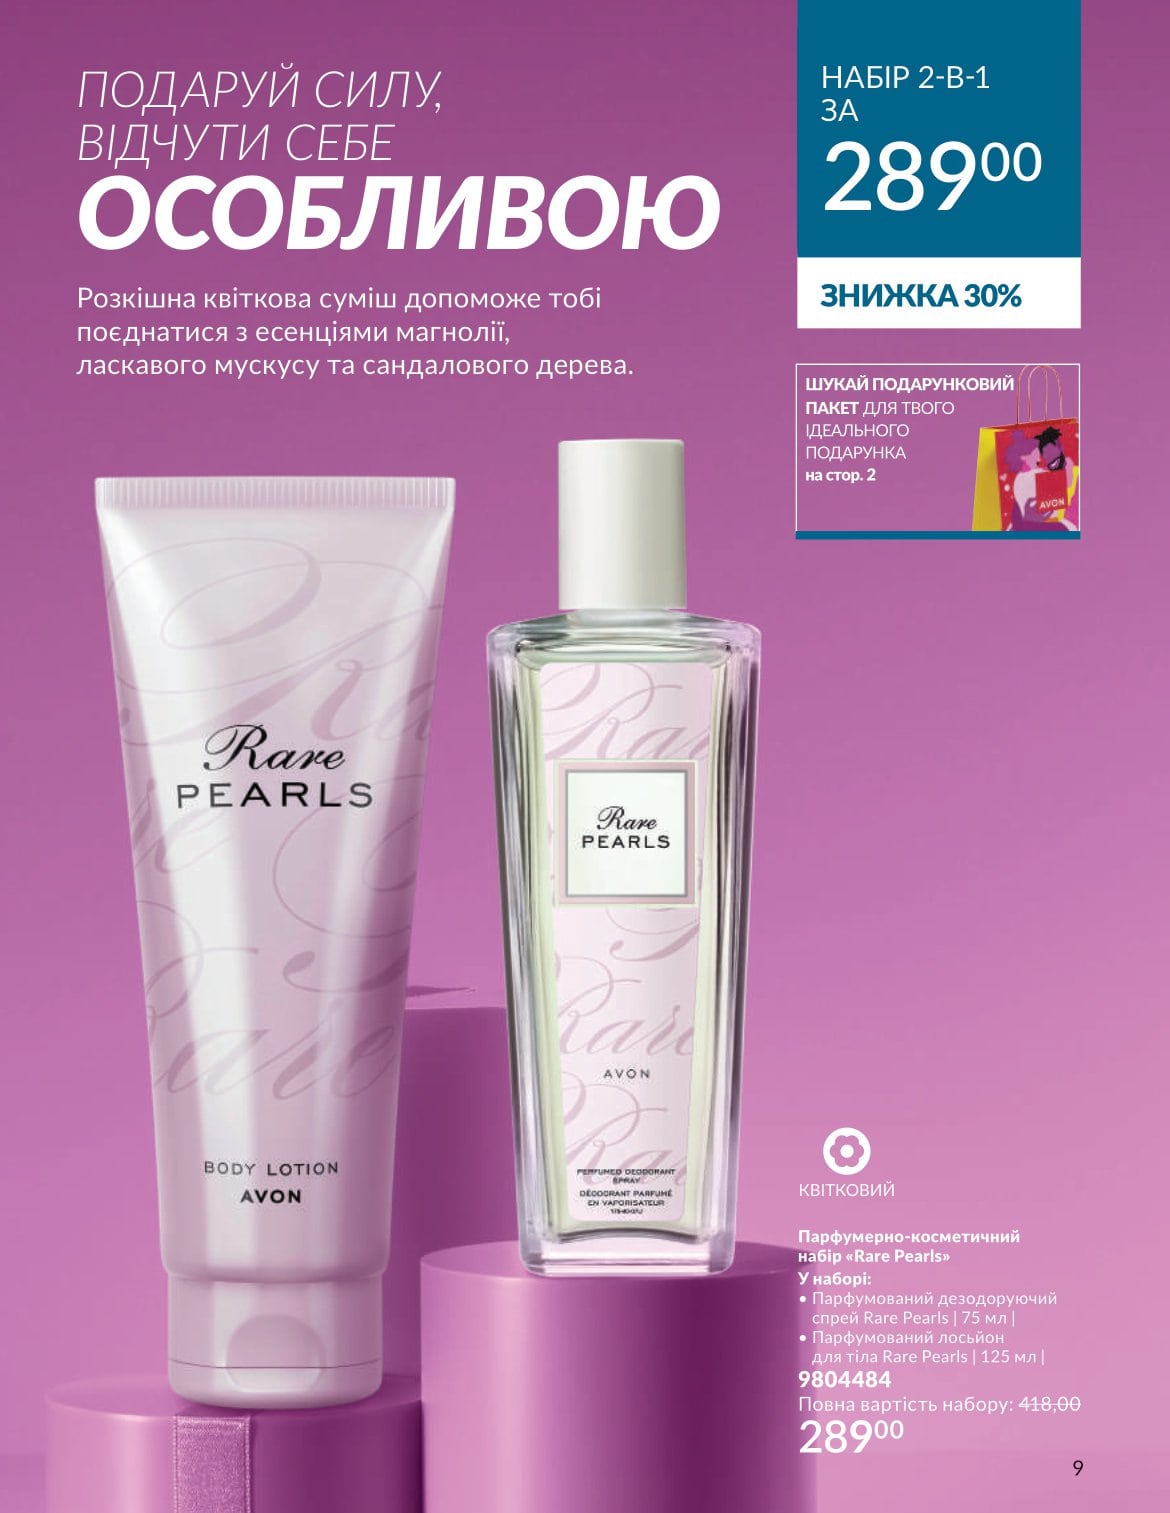 ПОДАРУЙ СИЛУ,
ВІДЧУТИ СЕБЕ
ОСОБЛИВОЮ
Розкішна квіткова суміш допоможе тобі
поєднатися з есенціями магнолії,
ласкавого мускусу та сандалового дерева.
НАБІР 2-В-1
ЗА
289⁰⁰
ЗНИЖКА 30%
ШУКАЙ ПОДАРУНКОВИЙ
ПАКЕТ ДЛЯ ТВОГО
ІДЕАЛЬНОГО
ПОДАРУНКА
на стор. 2
AVON
Rare
PEARLS
BODY LOTION
AVON
Rare
PEARLS
AVON
PERFUMED DEODORANT
SPRAY
DÉODORANT PARFUMÉ
EN VAPORISATEUR
КВІТКОВИЙ
Парфумерно-косметичний
набір «Rare Pearls»
У наборі:
• Парфумований дезодоруючий
спрей Rare Pearls | 75 мл |
• Парфумований лосьйон
для тіла Rare Pearls | 125 мл |
9804484
Повна вартість набору: 418,00
289⁰⁰
9